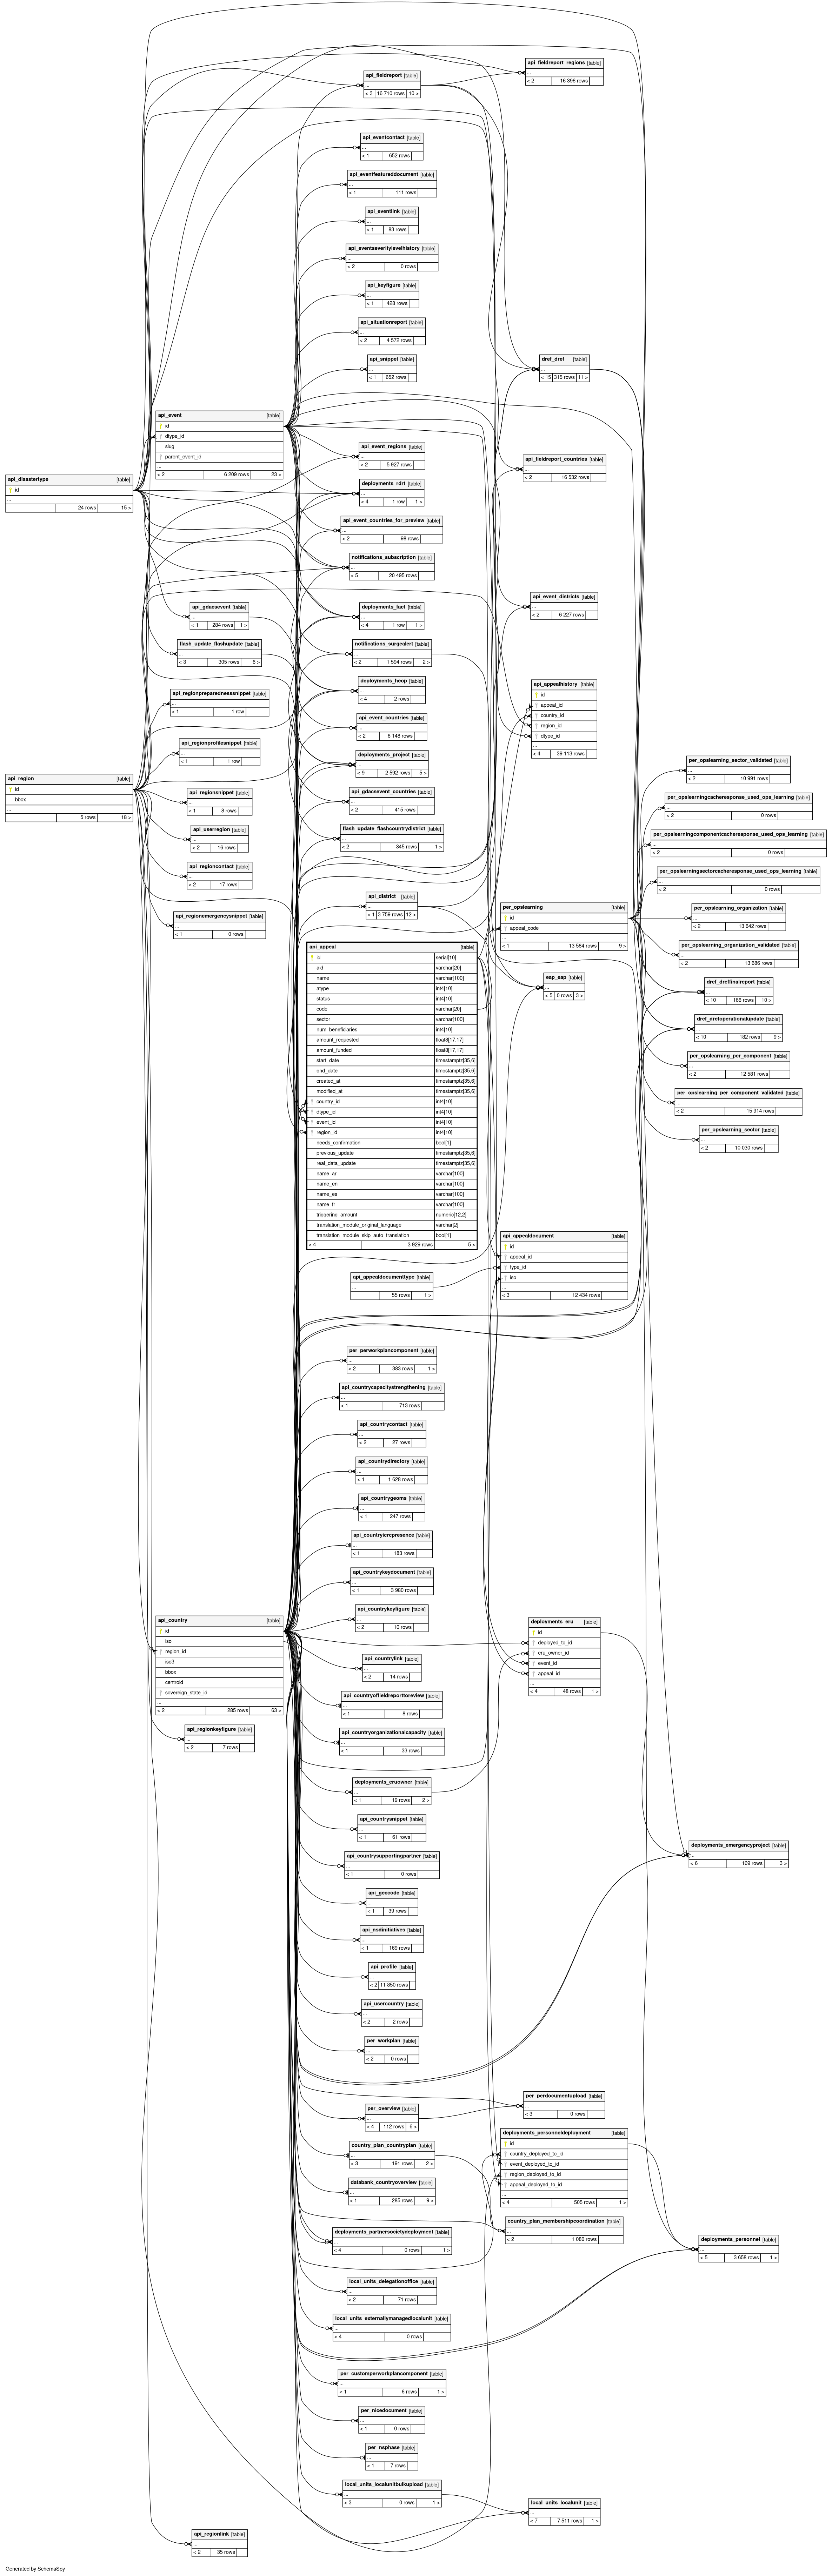 api_fieldreport [table]
...
< 3 16 710 rows 10 >
api_fieldreport_regions [table]
...
< 2 16 396 rows
api_eventcontact [table]
...
< 1 652 rows
api_eventfeatureddocument [table]
...
< 1 111 rows
api_eventlink [table]
...
< 1 83 rows
api_eventseveritylevelhistory [table]
...
< 2 0 rows
api_keyfigure [table]
...
< 1 428 rows
api_situationreport [table]
...
< 2 4 572 rows
api_snippet [table]
...
< 1 652 rows
dref_dref [table]
...
< 15 315 rows 11 >
api_event [table]
id
dtype_id
slug
parent_event_id
...
< 2 6 209 rows 23 >
api_disastertype [table]
id
...
24 rows 15 >
api_event_regions [table]
...
< 2 5 927 rows
api_fieldreport_countries [table]
...
< 2 16 532 rows
deployments_rdrt [table]
...
< 4 1 row 1 >
api_event_countries_for_preview [table]
...
< 2 98 rows
notifications_subscription [table]
...
< 5 20 495 rows
api_event_districts [table]
...
< 2 6 227 rows
api_gdacsevent [table]
...
< 1 284 rows 1 >
deployments_fact [table]
...
< 4 1 row 1 >
flash_update_flashupdate [table]
...
< 3 305 rows 8 >
notifications_surgealert [table]
...
< 2 1 594 rows 2 >
api_regionpreparednesssnippet [table]
...
< 1 1 row
deployments_heop [table]
...
< 4 2 rows
api_appealhistory [table]
id
appeal_id
country_id
region_id
dtype_id
...
< 4 39 113 rows
api_event_countries [table]
...
< 2 6 148 rows
api_regionprofilesnippet [table]
...
< 1 1 row
deployments_project [table]
...
< 9 2 592 rows 5 >
api_region [table]
id
bbox
...
5 rows 18 >
api_regionsnippet [table]
...
< 1 8 rows
api_gdacsevent_countries [table]
...
< 2 415 rows
api_userregion [table]
...
< 2 16 rows
flash_update_flashcountrydistrict [table]
...
< 2 345 rows 1 >
api_regioncontact [table]
...
< 2 17 rows
api_regionemergencysnippet [table]
...
< 1 0 rows
api_district [table]
...
< 1 3 759 rows 12 >
per_opslearning_sector_validated [table]
...
< 2 10 991 rows
per_opslearningcacheresponse_used_ops_learning [table]
...
< 2 0 rows
per_opslearningcomponentcacheresponse_used_ops_learning [table]
...
< 2 0 rows
per_opslearningsectorcacheresponse_used_ops_learning [table]
...
< 2 0 rows
per_opslearning [table]
id
appeal_code
...
< 1 13 584 rows 9 >
per_opslearning_organization [table]
...
< 2 13 642 rows
per_opslearning_organization_validated [table]
...
< 2 13 686 rows
eap_eap [table]
...
< 5 0 rows 3 >
dref_dreffinalreport [table]
...
< 10 166 rows 10 >
dref_drefoperationalupdate [table]
...
< 10 182 rows 9 >
per_opslearning_per_component [table]
...
< 2 12 581 rows
per_opslearning_per_component_validated [table]
...
< 2 15 914 rows
per_opslearning_sector [table]
...
< 2 10 030 rows
api_appeal [table]
id serial[10]
aid varchar[20]
name varchar[100]
atype int4[10]
status int4[10]
code varchar[20]
sector varchar[100]
num_beneficiaries int4[10]
amount_requested float8[17,17]
amount_funded float8[17,17]
start_date timestamptz[35,6]
end_date timestamptz[35,6]
created_at timestamptz[35,6]
modified_at timestamptz[35,6]
country_id int4[10]
dtype_id int4[10]
event_id int4[10]
region_id int4[10]
needs_confirmation bool[1]
previous_update timestamptz[35,6]
real_data_update timestamptz[35,6]
name_ar varchar[100]
name_en varchar[100]
name_es varchar[100]
name_fr varchar[100]
triggering_amount numeric[12,2]
translation_module_original_language varchar[2]
translation_module_skip_auto_translation bool[1]
< 4 3 929 rows 5 >
api_appealdocument [table]
id
appeal_id
type_id
iso
...
< 3 12 434 rows
api_appealdocumenttype [table]
...
55 rows 1 >
per_perworkplancomponent [table]
...
< 2 383 rows 1 >
api_countrycapacitystrengthening [table]
...
< 1 713 rows
api_countrycontact [table]
...
< 2 27 rows
api_countrydirectory [table]
...
< 1 1 628 rows
api_countrygeoms [table]
...
< 1 247 rows
api_countryicrcpresence [table]
...
< 1 183 rows
api_countrykeydocument [table]
...
< 1 3 980 rows
api_countrykeyfigure [table]
...
< 2 10 rows
api_country [table]
id
iso
region_id
iso3
bbox
centroid
sovereign_state_id
...
< 2 285 rows 63 >
deployments_eru [table]
id
deployed_to_id
eru_owner_id
event_id
appeal_id
...
< 4 48 rows 1 >
api_countrylink [table]
...
< 2 14 rows
api_countryoffieldreporttoreview [table]
...
< 1 8 rows
api_regionkeyfigure [table]
...
< 2 7 rows
api_countryorganizationalcapacity [table]
...
< 1 33 rows
deployments_eruowner [table]
...
< 1 19 rows 2 >
api_countrysnippet [table]
...
< 1 61 rows
deployments_emergencyproject [table]
...
< 6 169 rows 3 >
api_countrysupportingpartner [table]
...
< 1 0 rows
api_geccode [table]
...
< 1 39 rows
api_nsdinitiatives [table]
...
< 1 169 rows
api_profile [table]
...
< 2 11 850 rows
api_usercountry [table]
...
< 2 2 rows
per_workplan [table]
...
< 2 0 rows
per_perdocumentupload [table]
...
< 3 0 rows
per_overview [table]
...
< 4 112 rows 6 >
deployments_personneldeployment [table]
id
country_deployed_to_id
event_deployed_to_id
region_deployed_to_id
appeal_deployed_to_id
...
< 4 505 rows 1 >
country_plan_countryplan [table]
...
< 3 191 rows 2 >
databank_countryoverview [table]
...
< 1 285 rows 9 >
country_plan_membershipcoordination [table]
...
< 2 1 080 rows
deployments_partnersocietydeployment [table]
...
< 4 0 rows 1 >
deployments_personnel [table]
...
< 5 3 658 rows 1 >
local_units_delegationoffice [table]
...
< 2 71 rows
local_units_externallymanagedlocalunit [table]
...
< 4 0 rows
per_customperworkplancomponent [table]
...
< 1 6 rows 1 >
per_nicedocument [table]
...
< 1 0 rows
per_nsphase [table]
...
< 1 7 rows
local_units_localunitbulkupload [table]
...
< 3 0 rows 1 >
local_units_localunit [table]
...
< 7 7 511 rows 1 >
api_regionlink [table]
...
< 2 35 rows
Generated by SchemaSpy